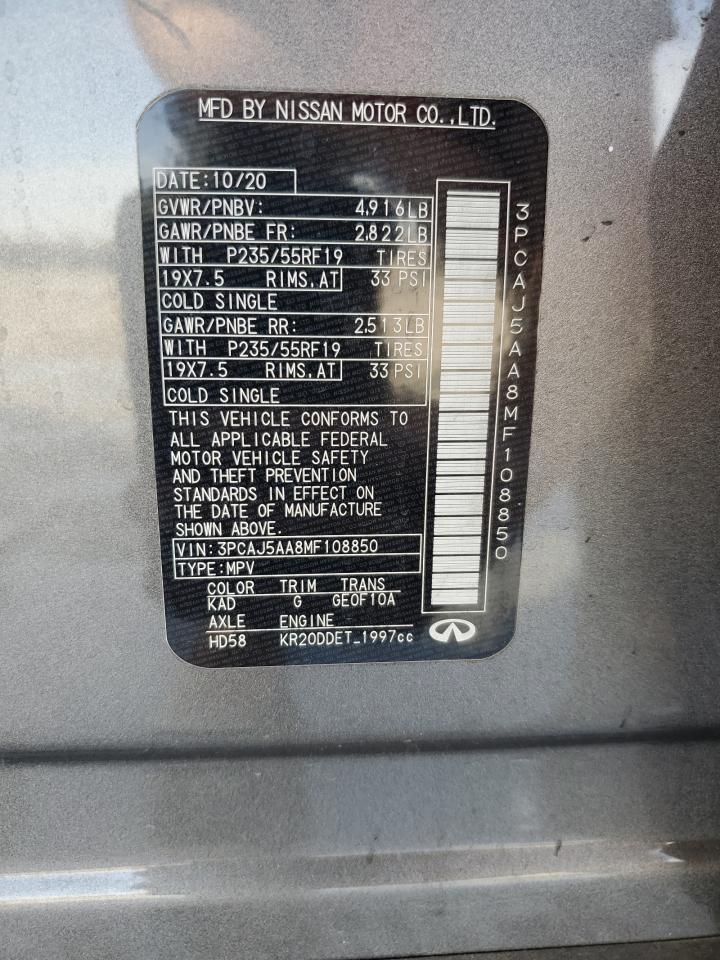 MFD BY NISSAN MOTOR CO.,LTD.
DATE:10/20
GVWR/PNBV: 4,916LB
GAWR/PNBE FR: 2,822LB
WITH P235/55RF19 TIRES
19X7.5 RIMS,AT 33 PSI
COLD SINGLE
GAWR/PNBE RR: 2,513LB
WITH P235/55RF19 TIRES
19X7.5 RIMS,AT 33 PSI
COLD SINGLE
THIS VEHICLE CONFORMS TO
ALL APPLICABLE FEDERAL
MOTOR VEHICLE SAFETY
AND THEFT PREVENTION
STANDARDS IN EFFECT ON
THE DATE OF MANUFACTURE
SHOWN ABOVE.
VIN:3PCAJ5AA8MF108850
TYPE:MPV
COLOR TRIM TRANS
KAD G GE0F10A
AXLE ENGINE
HD58 KR20DDET_1997cc
3PCAJ5AA8MF108850